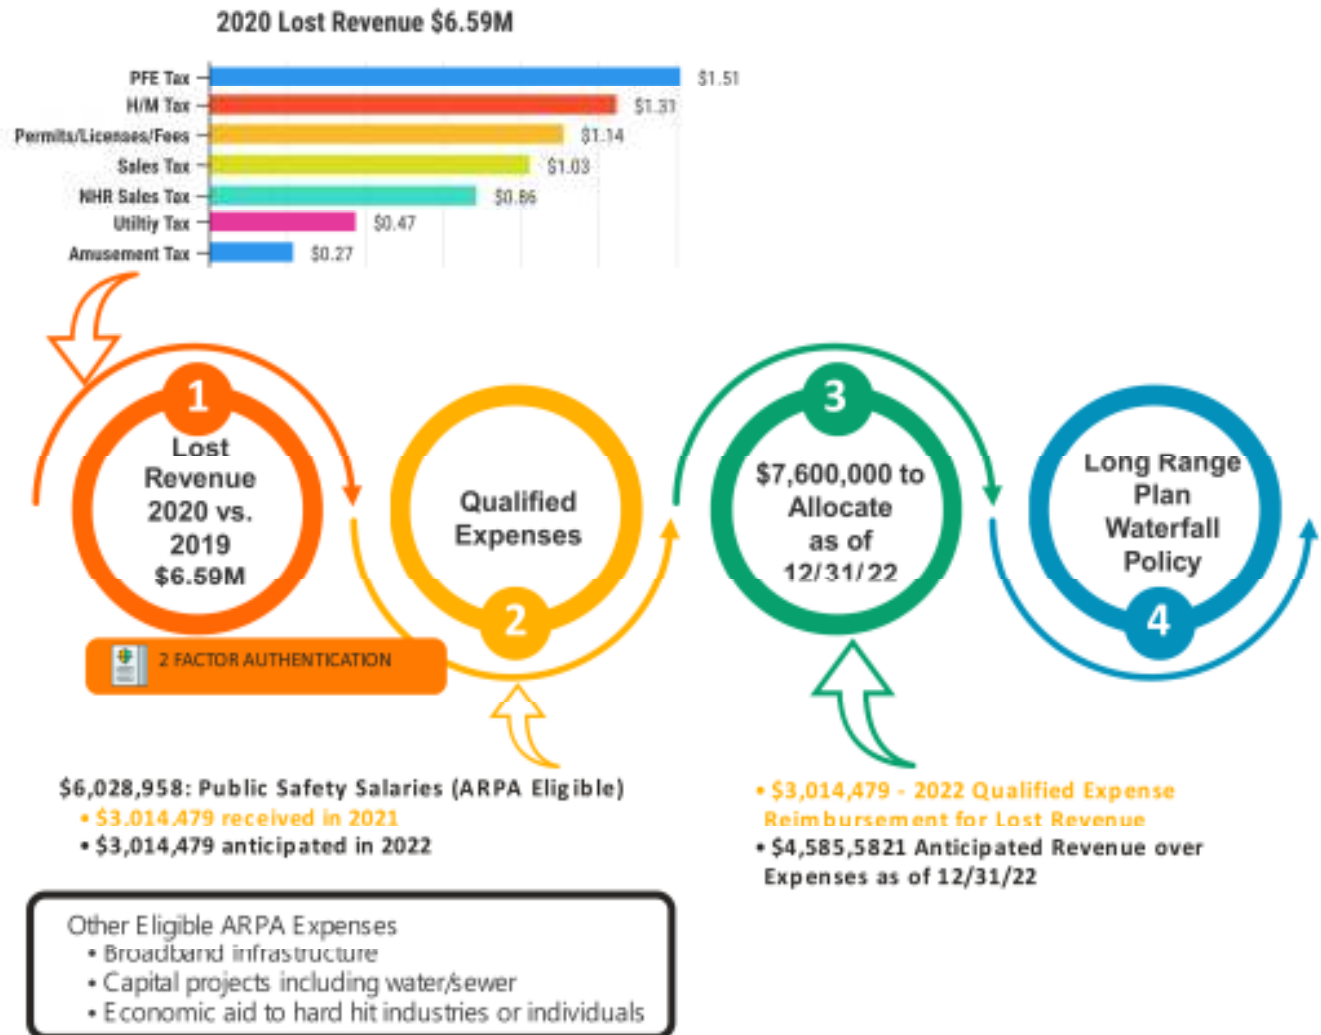 2020 Lost Revenue $6.59M
PFE Tax $1.51
H/M Tax $1.31
Permits/Licenses/Fees $1.14
Sales Tax $1.03
NHR Sales Tax $0.86
Utiltiy Tax $0.47
Amusement Tax $0.27
1
Lost
Revenue
2020 vs.
2019
$6.59M
2 FACTOR AUTHENTICATION
Qualified
Expenses
2
3
$7,600,000 to
Allocate
as of
12/31/22
Long Range
Plan
Waterfall
Policy
4
$6,028,958: Public Safety Salaries (ARPA Eligible)
• $3,014,479 received in 2021
• $3,014,479 anticipated in 2022
• $3,014,479 - 2022 Qualified Expense
Reimbursement for Lost Revenue
• $4,585,5821 Anticipated Revenue over
Expenses as of 12/31/22
Other Eligible ARPA Expenses
• Broadband infrastructure
• Capital projects including water/sewer
• Economic aid to hard hit industries or individuals